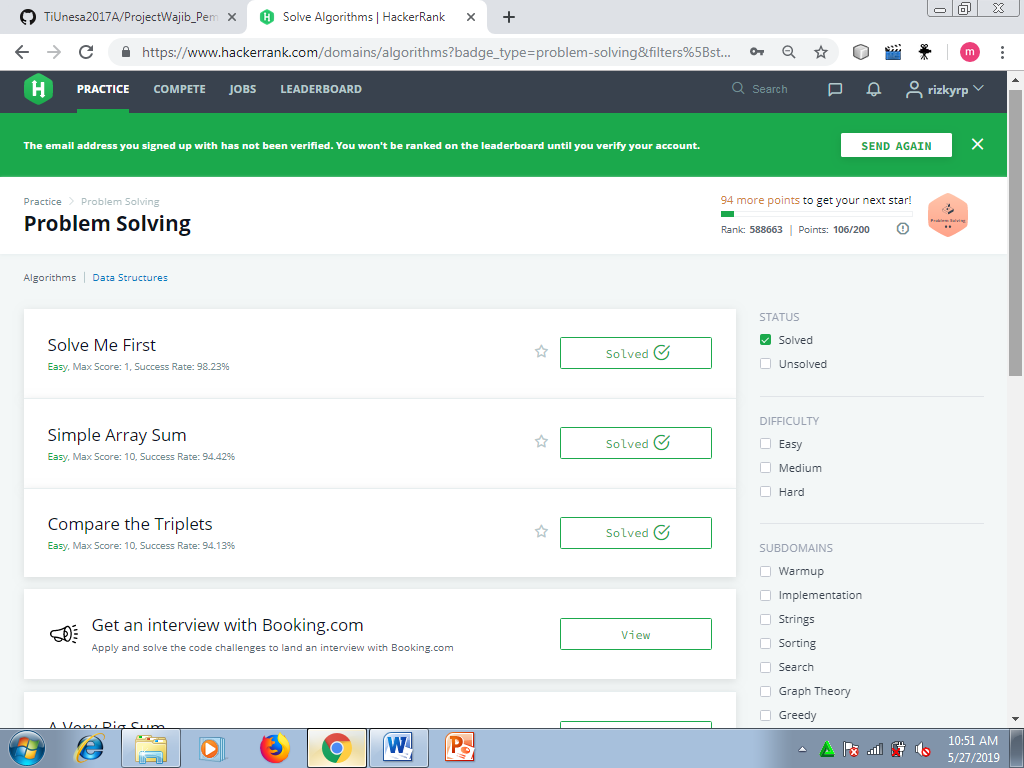 TiUnesa2017A/ProjectWajib_Pem
Solve Algorithms | HackerRank
https://www.hackerrank.com/domains/algorithms?badge_type=problem-solving&filters%5Bst...
m
H
PRACTICE
COMPETE
JOBS
LEADERBOARD
Search
rizkyrp
The email address you signed up with has not been verified. You won't be ranked on the leaderboard until you verify your account.
SEND AGAIN
Practice
Problem Solving
Problem Solving
94 more points to get your next star!
Rank: 588663 | Points: 106/200
Problem Solving
Algorithms
Data Structures
Solve Me First
Easy, Max Score: 1, Success Rate: 98.23%
Solved
Simple Array Sum
Easy, Max Score: 10, Success Rate: 94.42%
Solved
Compare the Triplets
Easy, Max Score: 10, Success Rate: 94.13%
Solved
Get an interview with Booking.com
Apply and solve the code challenges to land an interview with Booking.com
View
A Very Big Sum
STATUS
Solved
Unsolved
DIFFICULTY
Easy
Medium
Hard
SUBDOMAINS
Warmup
Implementation
Strings
Sorting
Search
Graph Theory
Greedy
10:51 AM
5/27/2019